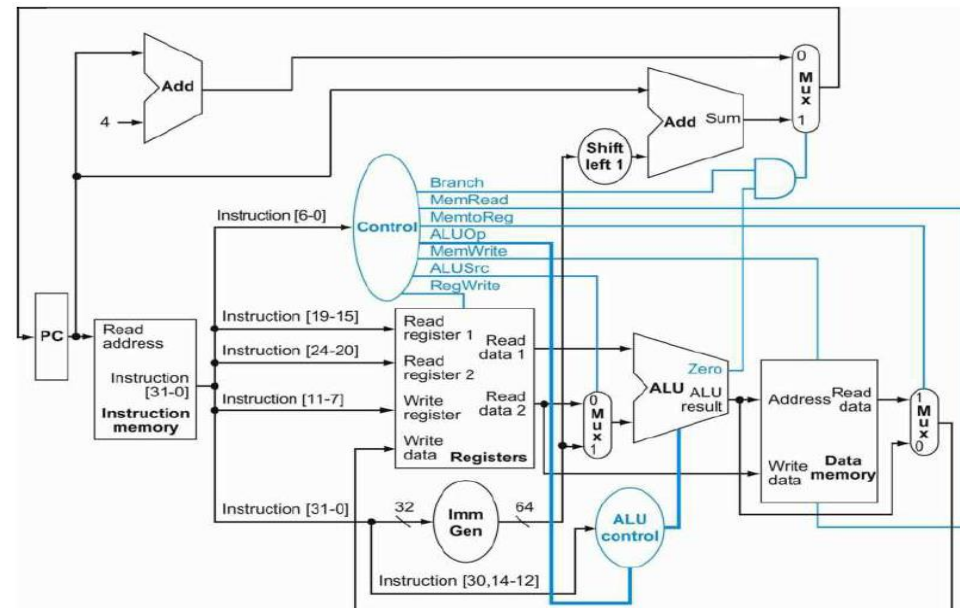 Add
4
Add Sum
0
Mux
1
Shift
left 1
Branch
MemRead
MemtoReg
ALUOp
MemWrite
ALUSrc
RegWrite
Control
Instruction [6-0]
PC
Read
address
Instruction
[31-0]
Instruction
memory
Instruction [19-15]
Instruction [24-20]
Instruction [11-7]
Instruction [31-0]
Read
register 1
Read
register 2
Write
register
Write
data
Read
data 1
Read
data 2
Registers
0
Mux
1
Zero
ALU
ALU
result
Address
Read
data
Write
data
Data
memory
1
Mux
0
32
Imm
Gen
64
ALU
control
Instruction [30,14-12]